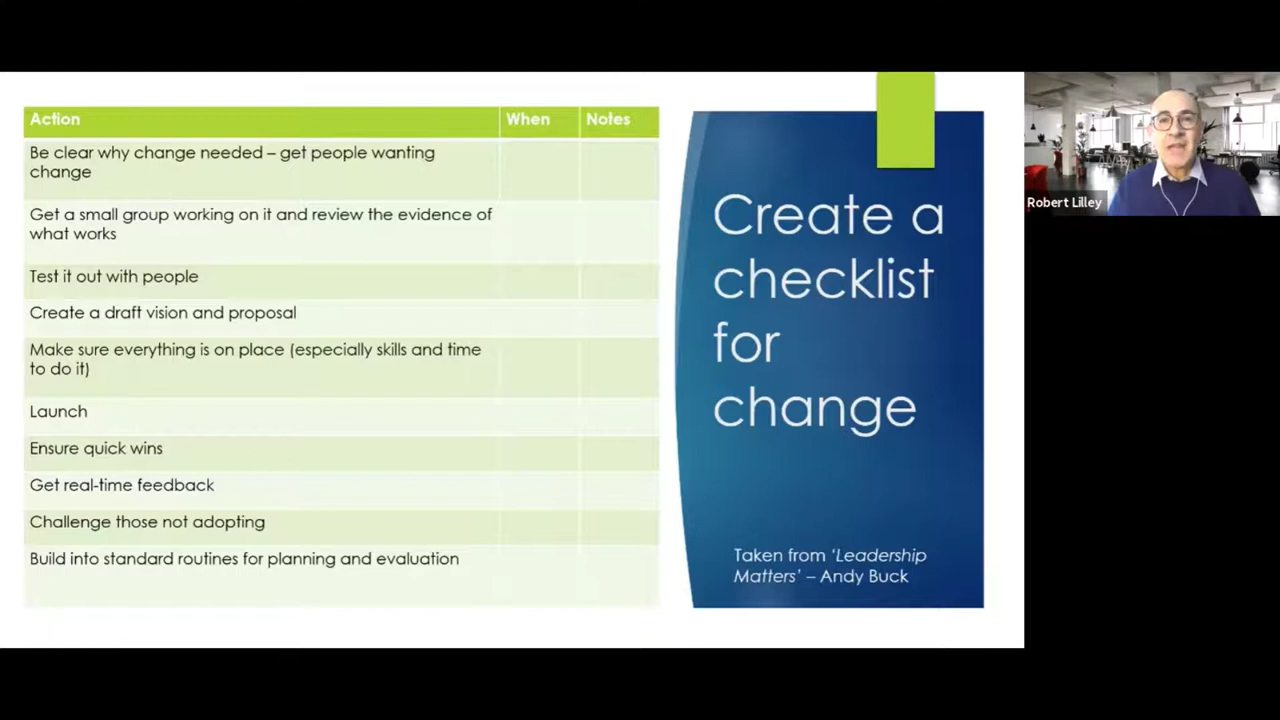 Action When Notes
Be clear why change needed – get people wanting
change
Get a small group working on it and review the evidence of
what works
Test it out with people
Create a draft vision and proposal
Make sure everything is on place (especially skills and time
to do it)
Launch
Ensure quick wins
Get real-time feedback
Challenge those not adopting
Build into standard routines for planning and evaluation
Create a
checklist
for
change
Taken from ‘Leadership
Matters’ – Andy Buck
Robert Lilley